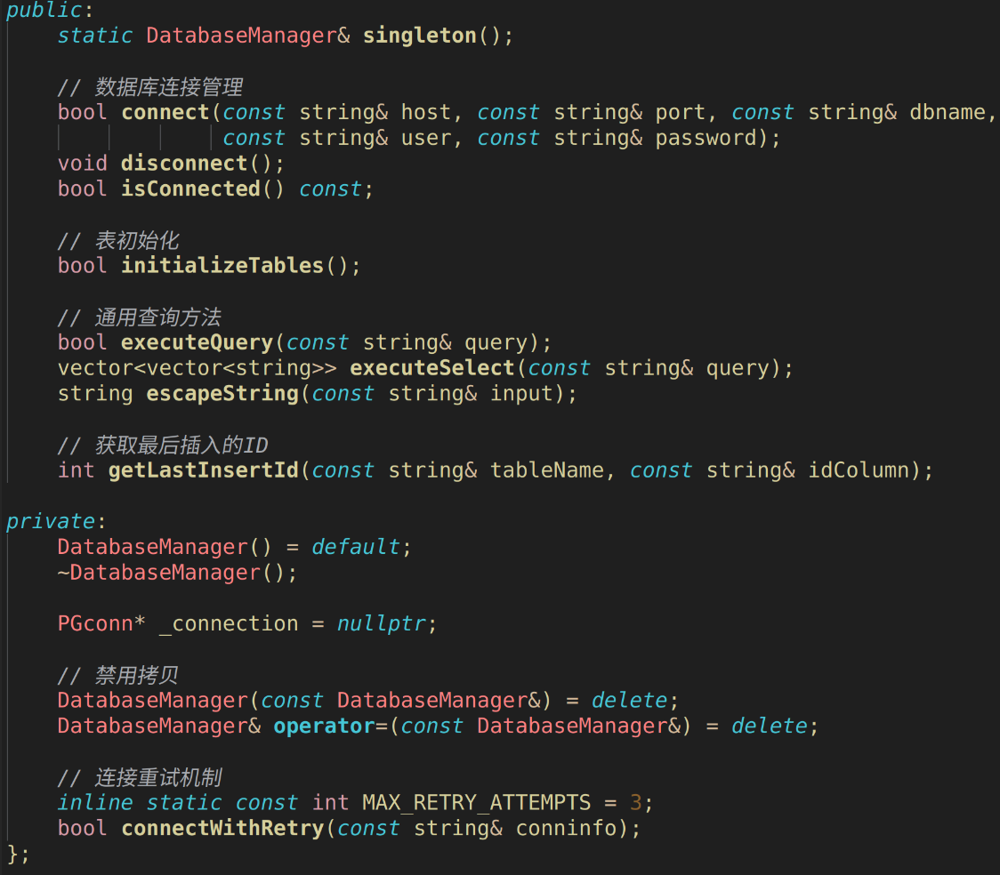 public:
    static DatabaseManager& singleton();

    // 数据库连接管理
    bool connect(const string& host, const string& port, const string& dbname,
                 const string& user, const string& password);
    void disconnect();
    bool isConnected() const;

    // 表初始化
    bool initializeTables();

    // 通用查询方法
    bool executeQuery(const string& query);
    vector<vector<string>> executeSelect(const string& query);
    string escapeString(const string& input);

    // 获取最后插入的ID
    int getLastInsertId(const string& tableName, const string& idColumn);

private:
    DatabaseManager() = default;
    ~DatabaseManager();

    PGconn* _connection = nullptr;

    // 禁用拷贝
    DatabaseManager(const DatabaseManager&) = delete;
    DatabaseManager& operator=(const DatabaseManager&) = delete;

    // 连接重试机制
    inline static const int MAX_RETRY_ATTEMPTS = 3;
    bool connectWithRetry(const string& conninfo);
};